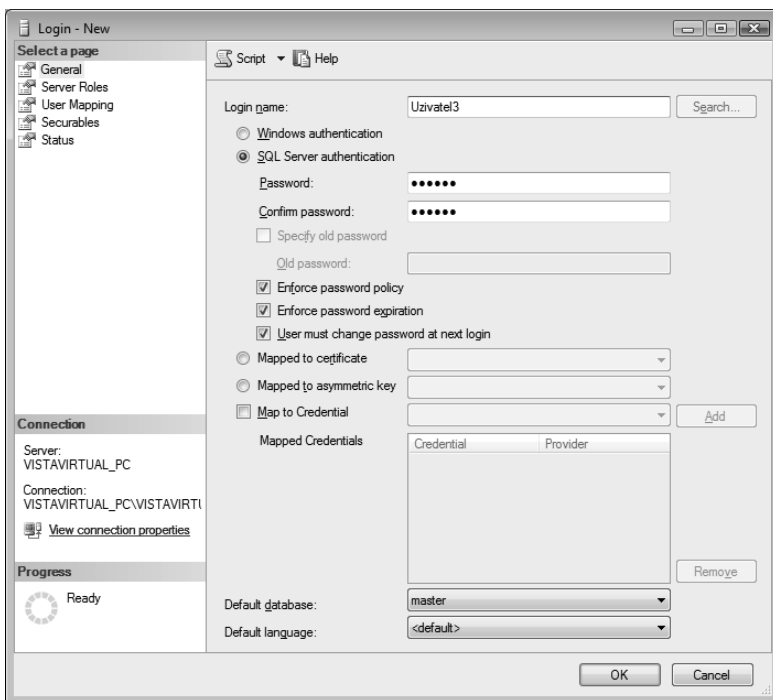 Login - New
Select a page
General
Server Roles
User Mapping
Securables
Status
Script Help
Login name: Uzivatel3 Search...
Windows authentication
SQL Server authentication
Password: ●●●●●●
Confirm password: ●●●●●●
Specify old password
Old password:
Enforce password policy
Enforce password expiration
User must change password at next login
Mapped to certificate
Mapped to asymmetric key
Map to Credential Add
Mapped Credentials Credential Provider
Remove
Default database: master
Default language: <default>
Connection
Server:
VISTAVIRTUAL_PC
Connection:
VISTAVIRTUAL_PC\VISTAVIRTU
View connection properties
Progress
Ready
OK Cancel